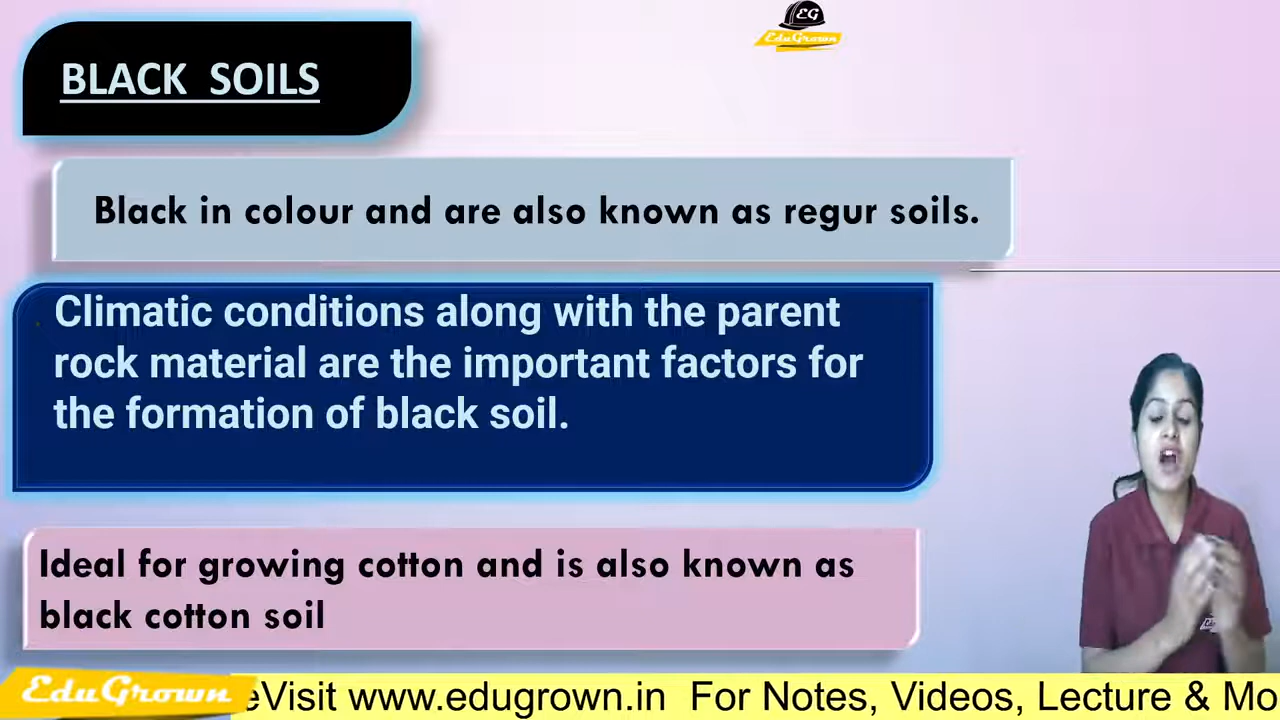 EG
EduGrown
BLACK SOILS
Black in colour and are also known as regur soils.
Climatic conditions along with the parent
rock material are the important factors for
the formation of black soil.
Ideal for growing cotton and is also known as
black cotton soil
EduGrown
eVisit www.edugrown.in For Notes, Videos, Lecture & Mo